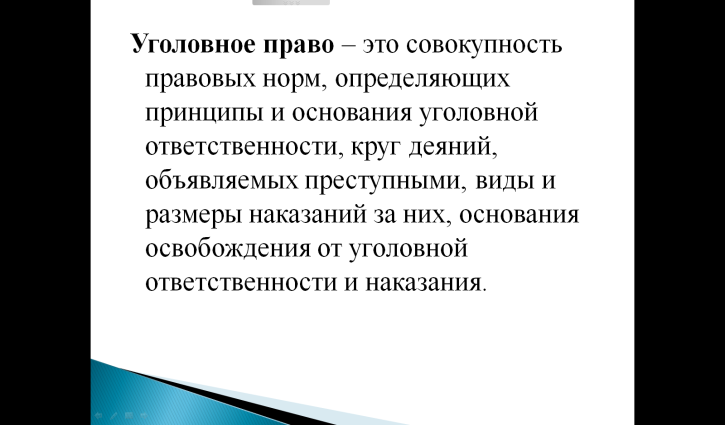 Уголовное право – это совокупность
правовых норм, определяющих
принципы и основания уголовной
ответственности, круг деяний,
объявляемых преступными, виды и
размеры наказаний за них, основания
освобождения от уголовной
ответственности и наказания.